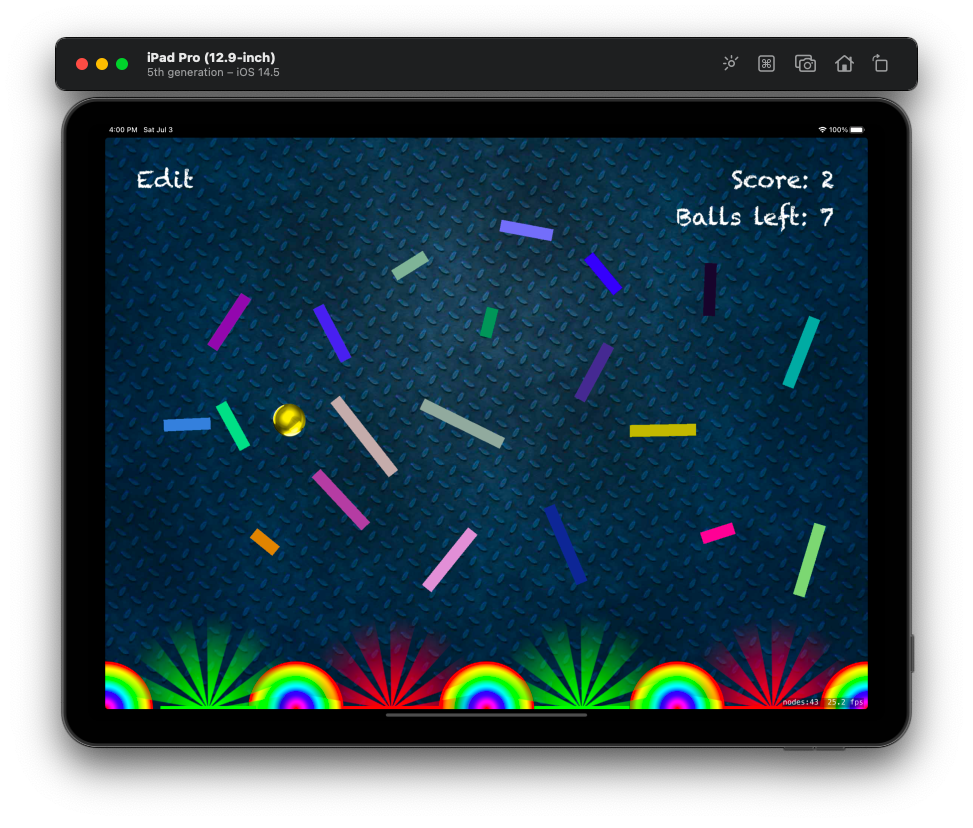 iPad Pro (12.9-inch)
5th generation – iOS 14.5
4:00 PM Sat Jul 3
100%
Edit
Score: 2
Balls left: 7
nodes:43 25.2 fps